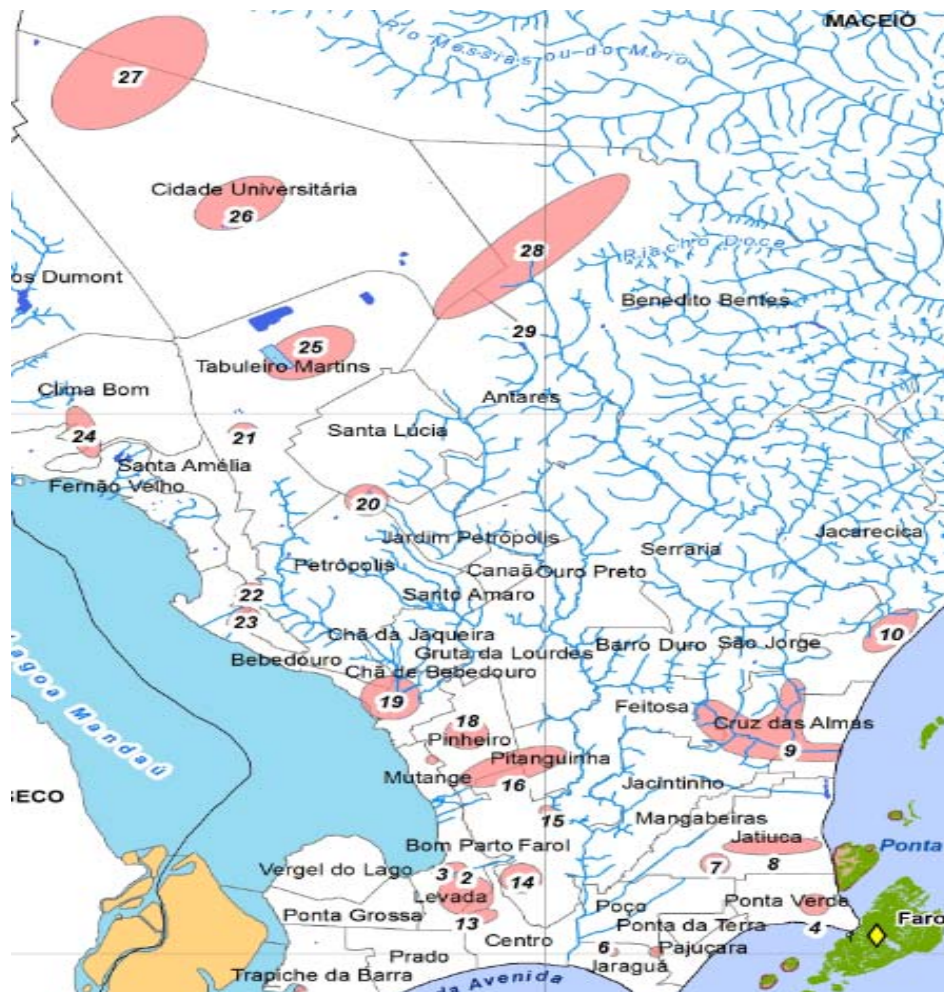 MACEIÓ
Rio Messias ou do Meio
27
Cidade Universitária
26
28
Riacho Doce
os Dumont
Benedito Bentes
29
25
Tabuleiro Martins
Clima Bom
Antares
24
21
Santa Lúcia
Santa Amélia
Fernão Velho
20
Jardim Petrópolis
Serraria
Jacarecica
Petrópolis
Canaã
Ouro Preto
22
Santo Amaro
23
Chã da Jaqueira
10
Bebedouro
Gruta da Lourdes
Barro Duro
São Jorge
Chã de Bebedouro
19
Feitosa
Cruz das Almas
18
Pinheiro
9
Lagoa Mandaú
Pitanguinha
Mutange
16
Jacintinho
GECO
15
Mangabeiras
Jatiuca
Ponta
Bom Parto
Farol
8
Vergel do Lago
3
2
14
7
Levada
Poço
Ponta Verde
Ponta Grossa
13
Ponta da Terra
4
Faro
Centro
6
Pajuçara
Prado
Jaraguá
Trapiche da Barra
da Avenida